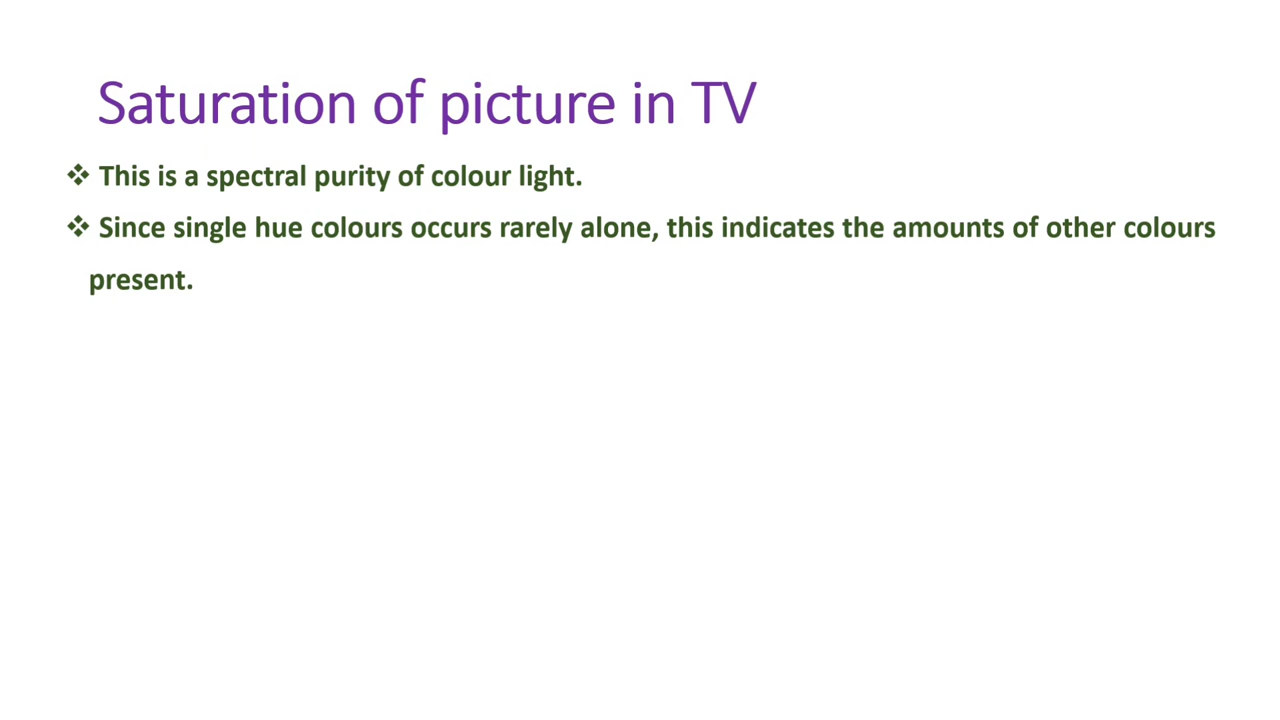 Saturation of picture in TV
❖ This is a spectral purity of colour light.
❖ Since single hue colours occurs rarely alone, this indicates the amounts of other colours
present.